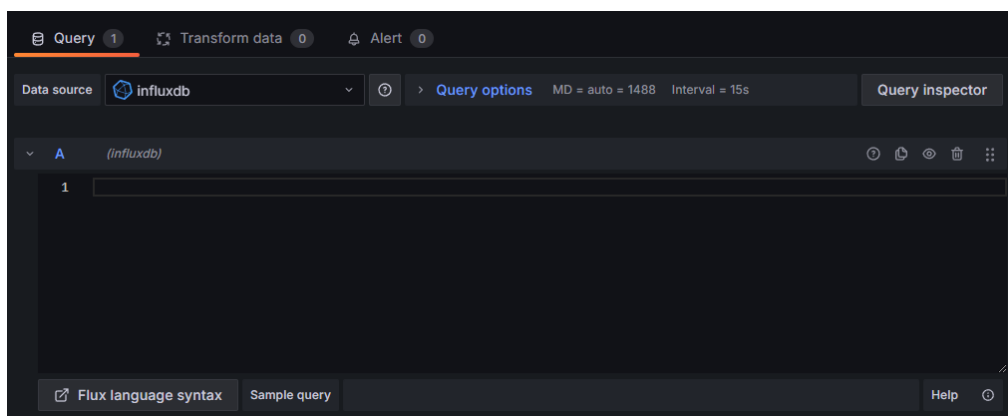 Query 1 Transform data 0 Alert 0
Data source influxdb Query options MD = auto = 1488 Interval = 15s Query inspector
A (influxdb)
1
Flux language syntax Sample query Help